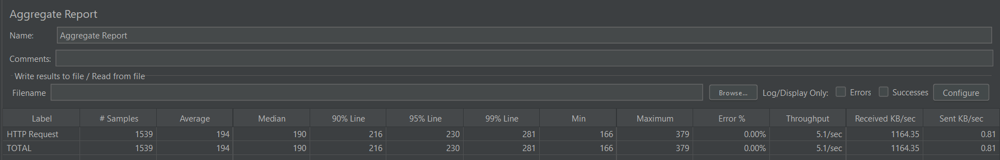 Aggregate Report
Name: Aggregate Report
Comments:
Write results to file / Read from file
Filename Browse... Log/Display Only: Errors Successes Configure
Label # Samples Average Median 90% Line 95% Line 99% Line Min Maximum Error % Throughput Received KB/sec Sent KB/sec
HTTP Request 1539 194 190 216 230 281 166 379 0.00% 5.1/sec 1164.35 0.81
TOTAL 1539 194 190 216 230 281 166 379 0.00% 5.1/sec 1164.35 0.81